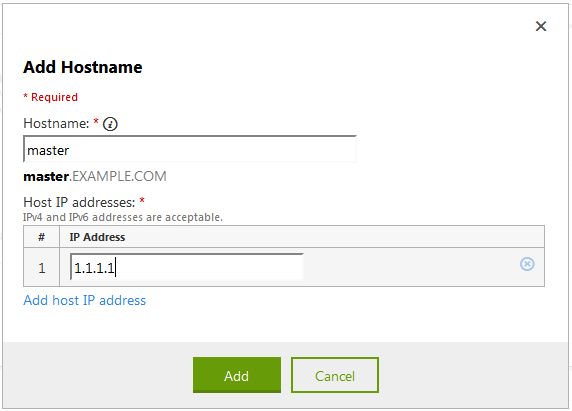 Add Hostname
* Required
Hostname: *
master
master.EXAMPLE.COM
Host IP addresses: *
IPv4 and IPv6 addresses are acceptable.
# IP Address
1 1.1.1.1
Add host IP address
Add Cancel